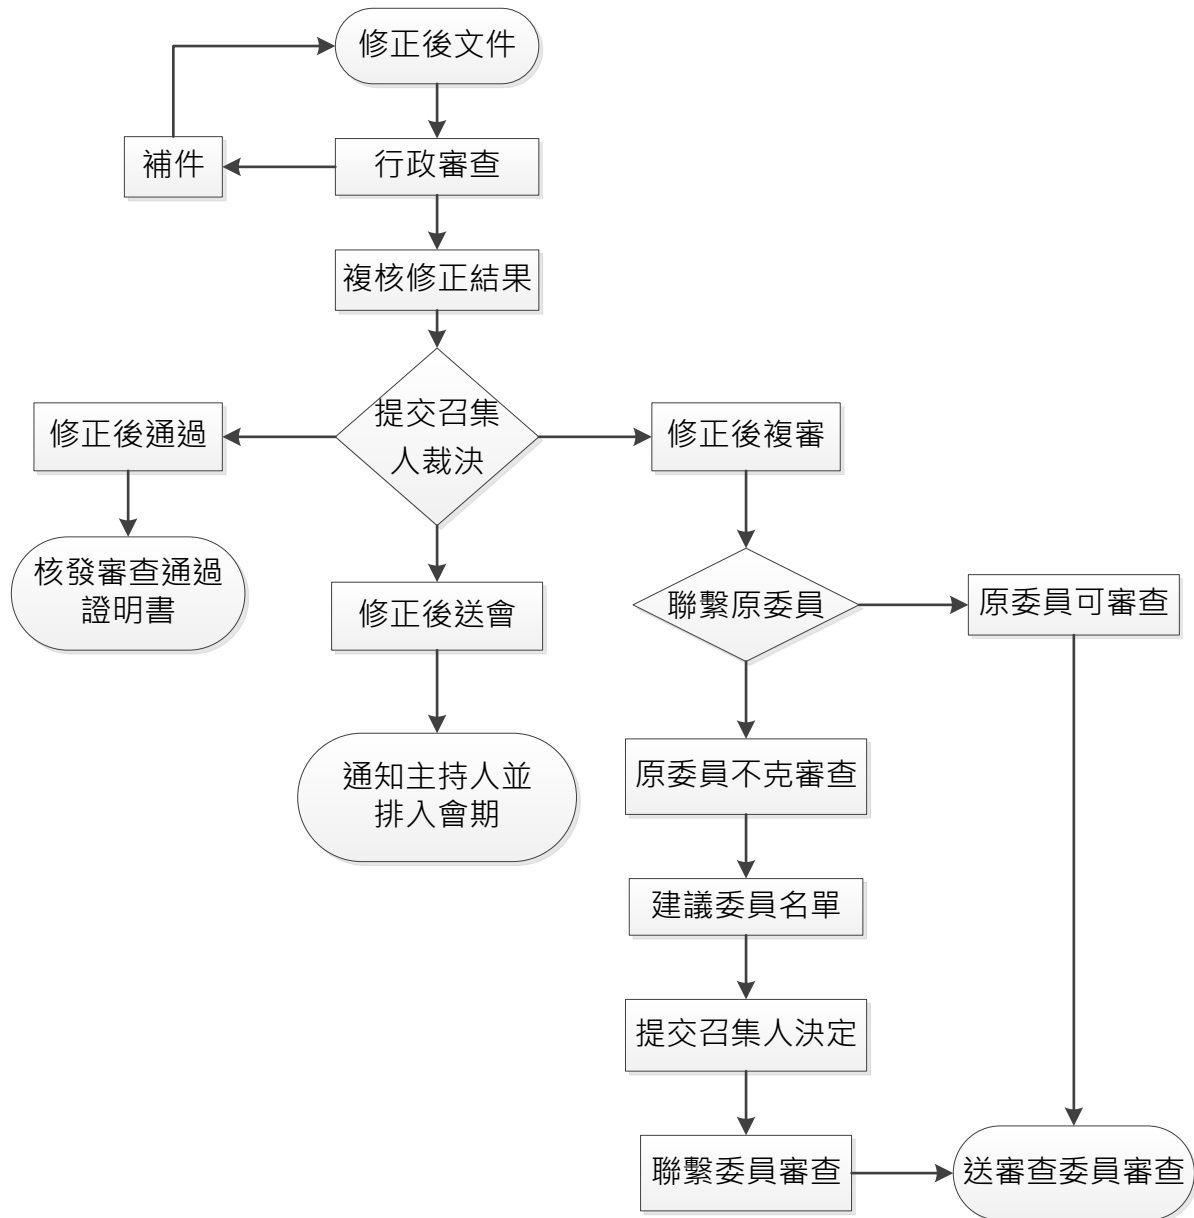 修正後文件
補件
行政審查
複核修正結果
提交召集
人裁決
修正後通過
修正後複審
核發審查通過
證明書
修正後送會
聯繫原委員
原委員可審查
通知主持人並
排入會期
原委員不克審查
建議委員名單
提交召集人決定
聯繫委員審查
送審查委員審查